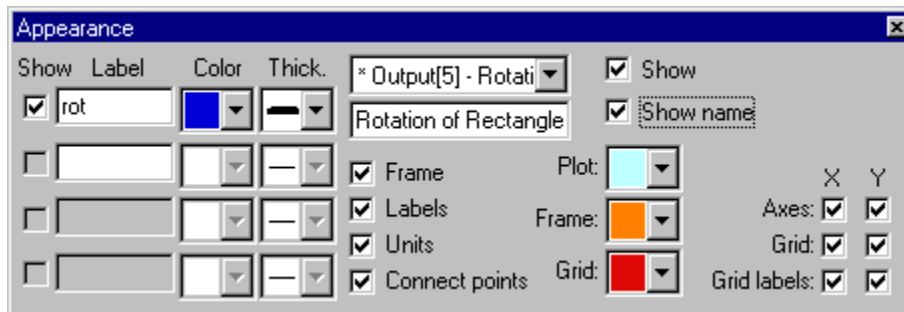 Appearance
Show Label Color Thick.
* Output[5] - Rotati
Show
rot
Rotation of Rectangle
Show name
Frame
Labels
Units
Connect points
Plot:
Frame:
Grid:
X Y
Axes:
Grid:
Grid labels: